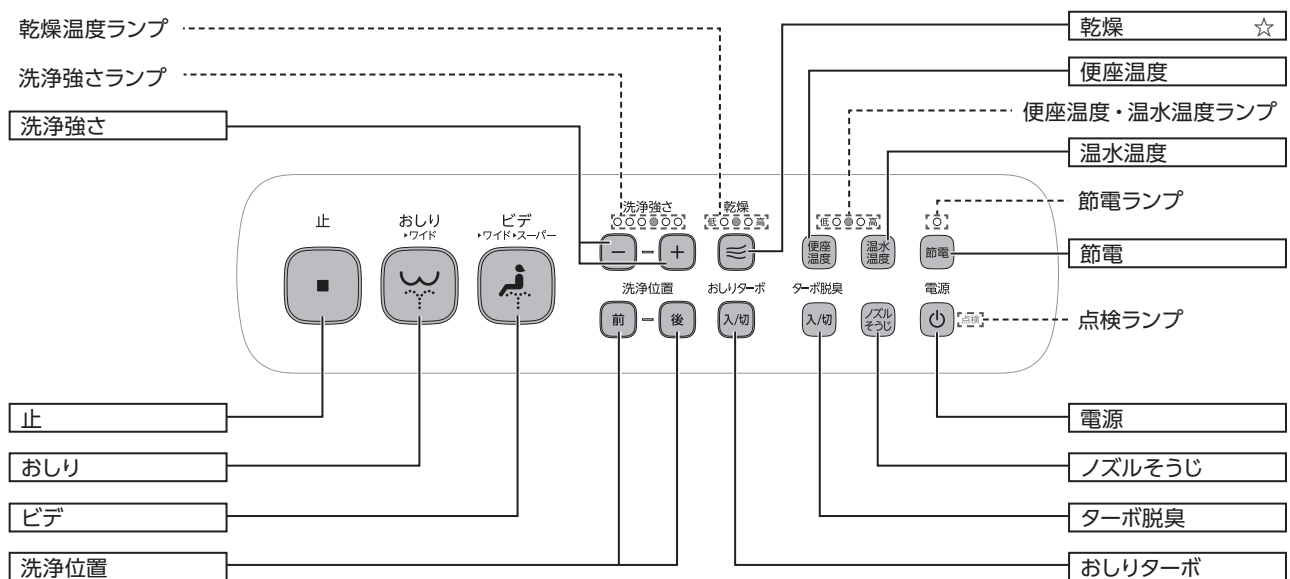 乾燥温度ランプ
洗浄強さランプ
洗浄強さ
乾燥 ☆
便座温度
便座温度・温水温度ランプ
温水温度
節電ランプ
節電
点検ランプ
止
おしり
▸ワイド
ビデ
▸ワイド▸スーパー
洗浄強さ
− +
乾燥
低 高
低 高
便座
温度
温水
温度
節電
洗浄位置
前 − 後
おしりターボ
入/切
ターボ脱臭
入/切
ノズル
そうじ
電源
点検
止
おしり
ビデ
洗浄位置
電源
ノズルそうじ
ターボ脱臭
おしりターボ